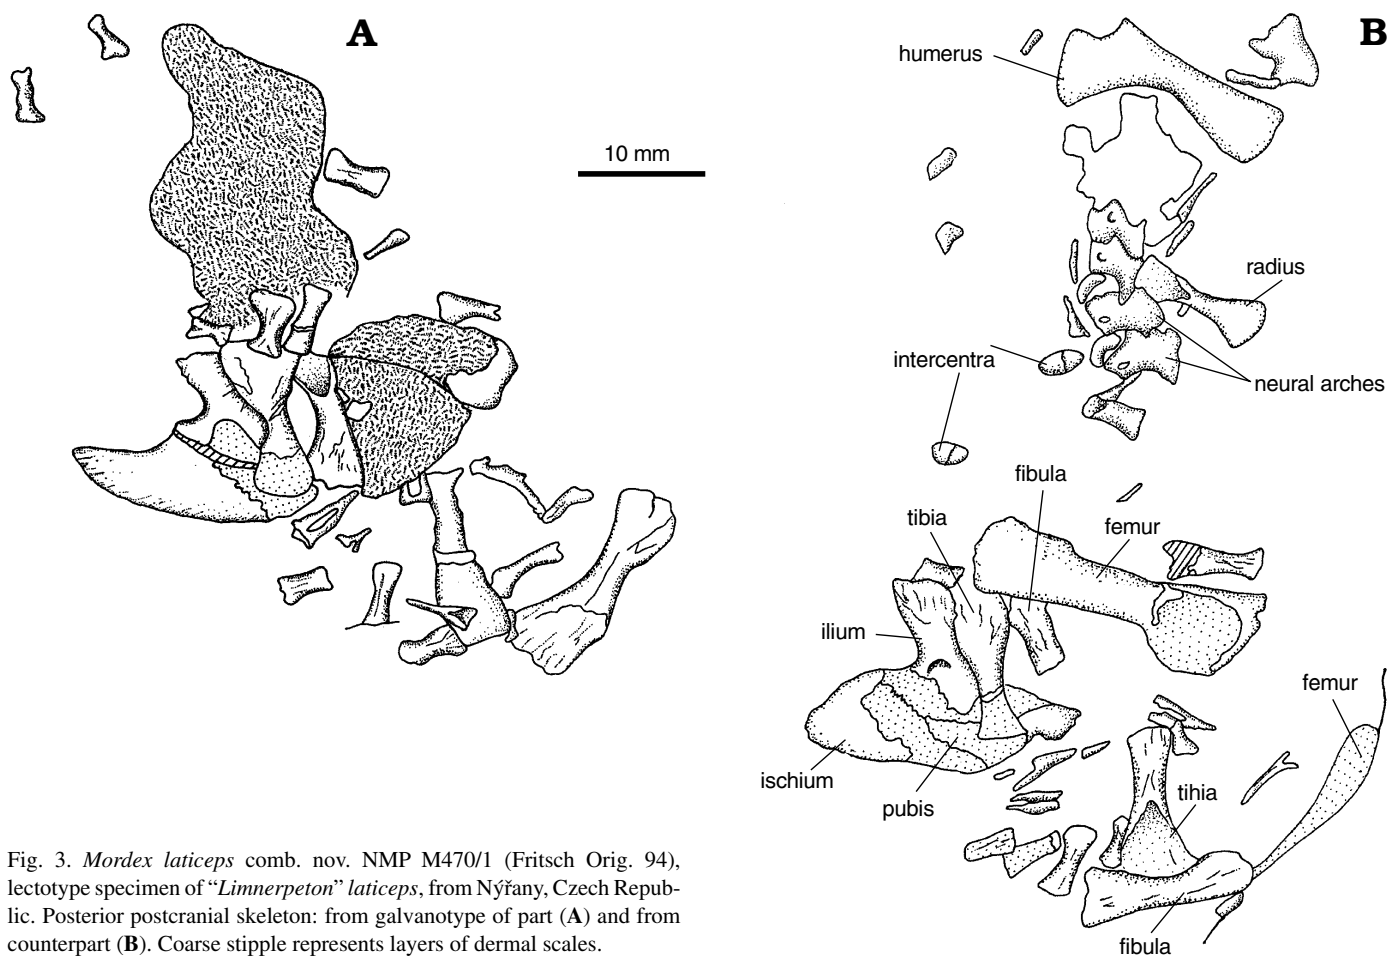 A
B
humerus
10 mm
radius
intercentra
neural arches
fibula
tibia
femur
ilium
femur
ischium
pubis
tihia
fibula
Fig. 3. Mordex laticeps comb. nov. NMP M470/1 (Fritsch Orig. 94),
lectotype specimen of “Limnerpeton” laticeps, from Nýřany, Czech Repub-
lic. Posterior postcranial skeleton: from galvanotype of part (A) and from
counterpart (B). Coarse stipple represents layers of dermal scales.